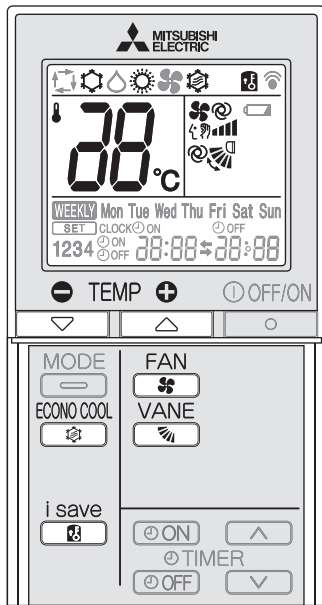 MITSUBISHI
ELECTRIC
88°C
WEEKLY Mon Tue Wed Thu Fri Sat Sun
SET CLOCK ON OFF
1234 ON OFF 88:88 88:88
TEMP OFF/ON
MODE FAN
ECONO COOL VANE
i save
ON
TIMER
OFF